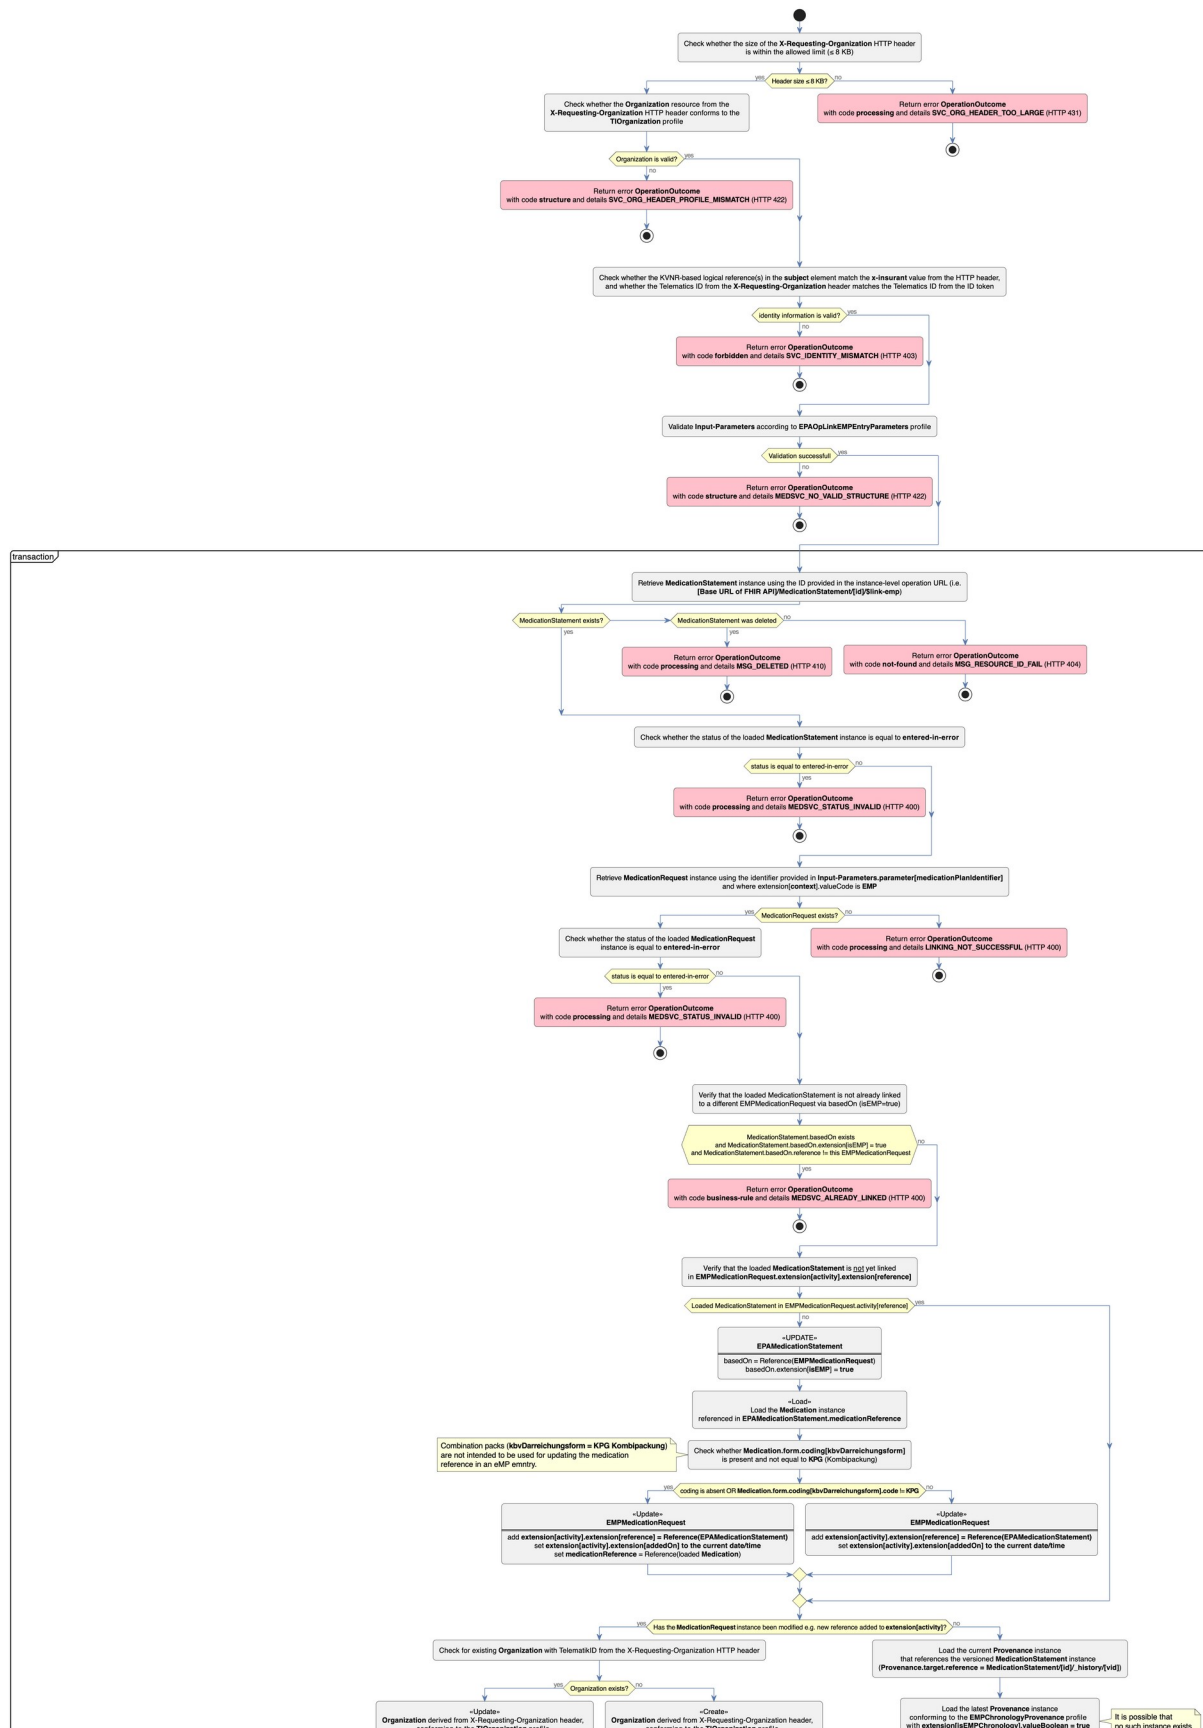 Check whether the size of the X-Requesting-Organization HTTP header
is within the allowed limit (≤ 8 KB)
yes
Header size ≤ 8 KB?
no
Check whether the Organization resource from the
X-Requesting-Organization HTTP header conforms to the
TIOrganization profile
Return error OperationOutcome
with code processing and details SVC_ORG_HEADER_TOO_LARGE (HTTP 431)
Organization is valid?
yes
no
Return error OperationOutcome
with code structure and details SVC_ORG_HEADER_PROFILE_MISMATCH (HTTP 422)
Check whether the KVNR-based logical reference(s) in the subject element match the x-insurant value from the HTTP header,
and whether the Telematics ID from the X-Requesting-Organization header matches the Telematics ID from the ID token
identity information is valid?
yes
no
Return error OperationOutcome
with code forbidden and details SVC_IDENTITY_MISMATCH (HTTP 403)
Validate Input-Parameters according to EPAOpLinkEMPEntryParameters profile
Validation successfull
yes
no
Return error OperationOutcome
with code structure and details MEDSVC_NO_VALID_STRUCTURE (HTTP 422)
transaction
Retrieve MedicationStatement instance using the ID provided in the instance-level operation URL (i.e.
[Base URL of FHIR API]/MedicationStatement/[id]/$link-emp)
MedicationStatement exists?
yes
MedicationStatement was deleted
no
yes
Return error OperationOutcome
with code processing and details MSG_DELETED (HTTP 410)
Return error OperationOutcome
with code not-found and details MSG_RESOURCE_ID_FAIL (HTTP 404)
Check whether the status of the loaded MedicationStatement instance is equal to entered-in-error
status is equal to entered-in-error
no
yes
Return error OperationOutcome
with code processing and details MEDSVC_STATUS_INVALID (HTTP 400)
Retrieve MedicationRequest instance using the identifier provided in Input-Parameters.parameter[medicationPlanIdentifier]
and where extension[context].valueCode is EMP
yes
MedicationRequest exists?
no
Check whether the status of the loaded MedicationRequest
instance is equal to entered-in-error
Return error OperationOutcome
with code processing and details LINKING_NOT_SUCCESSFUL (HTTP 400)
status is equal to entered-in-error
no
yes
Return error OperationOutcome
with code processing and details MEDSVC_STATUS_INVALID (HTTP 400)
Verify that the loaded MedicationStatement is not already linked
to a different EMPMedicationRequest via basedOn (isEMP=true)
MedicationStatement.basedOn exists
and MedicationStatement.basedOn.extension[isEMP] = true
and MedicationStatement.basedOn.reference != this EMPMedicationRequest
no
yes
Return error OperationOutcome
with code business-rule and details MEDSVC_ALREADY_LINKED (HTTP 400)
Verify that the loaded MedicationStatement is not yet linked
in EMPMedicationRequest.extension[activity].extension[reference]
Loaded MedicationStatement in EMPMedicationRequest.activity[reference]
yes
no
«UPDATE»
EPAMedicationStatement
basedOn = Reference(EMPMedicationRequest)
basedOn.extension[isEMP] = true
«Load»
Load the Medication instance
referenced in EPAMedicationStatement.medicationReference
Combination packs (kbvDarreichungsform = KPG Kombipackung)
are not intended to be used for updating the medication
reference in an eMP emntry.
Check whether Medication.form.coding[kbvDarreichungsform]
is present and not equal to KPG (Kombipackung)
yes
coding is absent OR Medication.form.coding[kbvDarreichungsform].code != KPG
no
«Update»
EMPMedicationRequest
add extension[activity].extension[reference] = Reference(EPAMedicationStatement)
set extension[activity].extension[addedOn] to the current date/time
set medicationReference = Reference(loaded Medication)
«Update»
EMPMedicationRequest
add extension[activity].extension[reference] = Reference(EPAMedicationStatement)
set extension[activity].extension[addedOn] to the current date/time
yes
Has the MedicationRequest instance been modified e.g. new reference added to extension[activity]?
no
Check for existing Organization with TelematikID from the X-Requesting-Organization HTTP header
Load the current Provenance instance
that references the versioned MedicationStatement instance
(Provenance.target.reference = MedicationStatement/[id]/_history/[vid])
yes
Organization exists?
no
«Update»
Organization derived from X-Requesting-Organization header,
conforming to the TIOrganization profile
«Create»
Organization derived from X-Requesting-Organization header,
conforming to the TIOrganization profile
Load the latest Provenance instance
conforming to the EMPChronologyProvenance profile
with extension[isEMPChronology].valueBoolean = true
It is possible that
no such instance